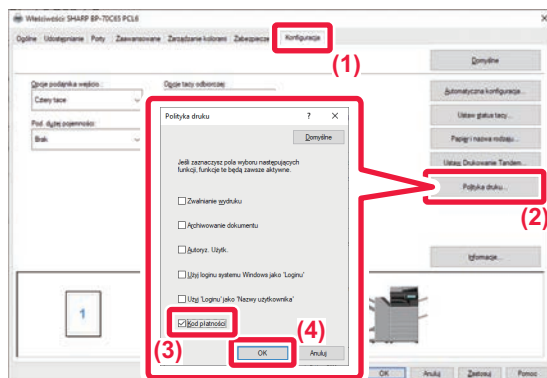 Właściwości: SHARP BP-70C65 PCL6
Ogólne Udostępnianie Porty Zaawansowane Zarządzanie kolorami Zabezpiecze Konfiguracja
(1)
Domyślne
Opcje podajnika wejścio.:
Opcje tacy odbiorczej:
Cztery tace
Automatyczna konfiguracja...
Ustaw status tacy...
Pod. dużej pojemności:
Brak
Papier i nazwa rodzaju...
Ustaw Drukowanie Tandem...
Polityka druku...
(2)
Informacje...
Polityka druku
? ×
Domyślne
Jeśli zaznaczysz pola wyboru następujących
funkcji, funkcje te będą zawsze aktywne.
Zwalnianie wydruku
Archiwowanie dokumentu
Autoryz. Użytk.
Użyj loginu systemu Windows jako 'Loginu'
Użyj 'Loginu' jako 'Nazwy użytkownika'
Kod płatności
(3)
(4)
OK Anuluj
1
OK Anuluj Zastosuj Pomoc